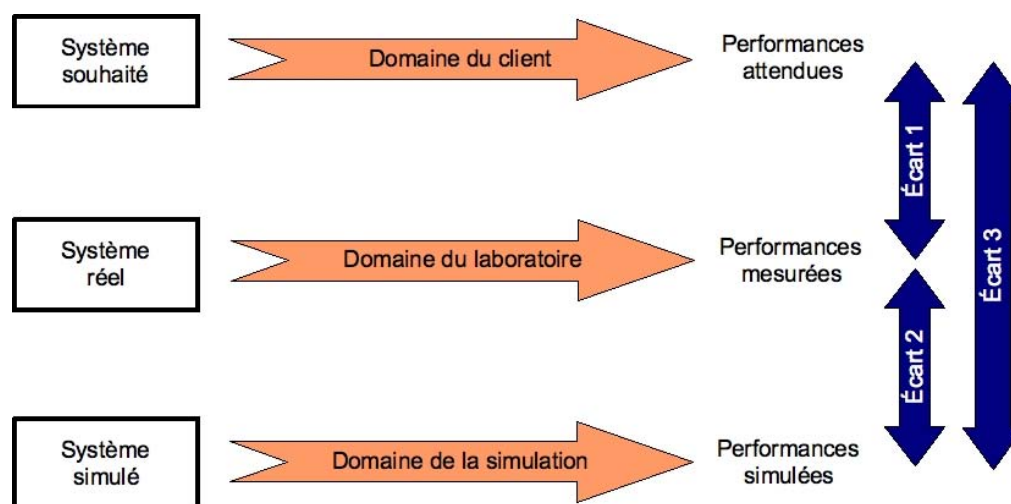 Système
souhaité
Domaine du client
Performances
attendues
Écart 1
Écart 3
Système
réel
Domaine du laboratoire
Performances
mesurées
Écart 2
Système
simulé
Domaine de la simulation
Performances
simulées